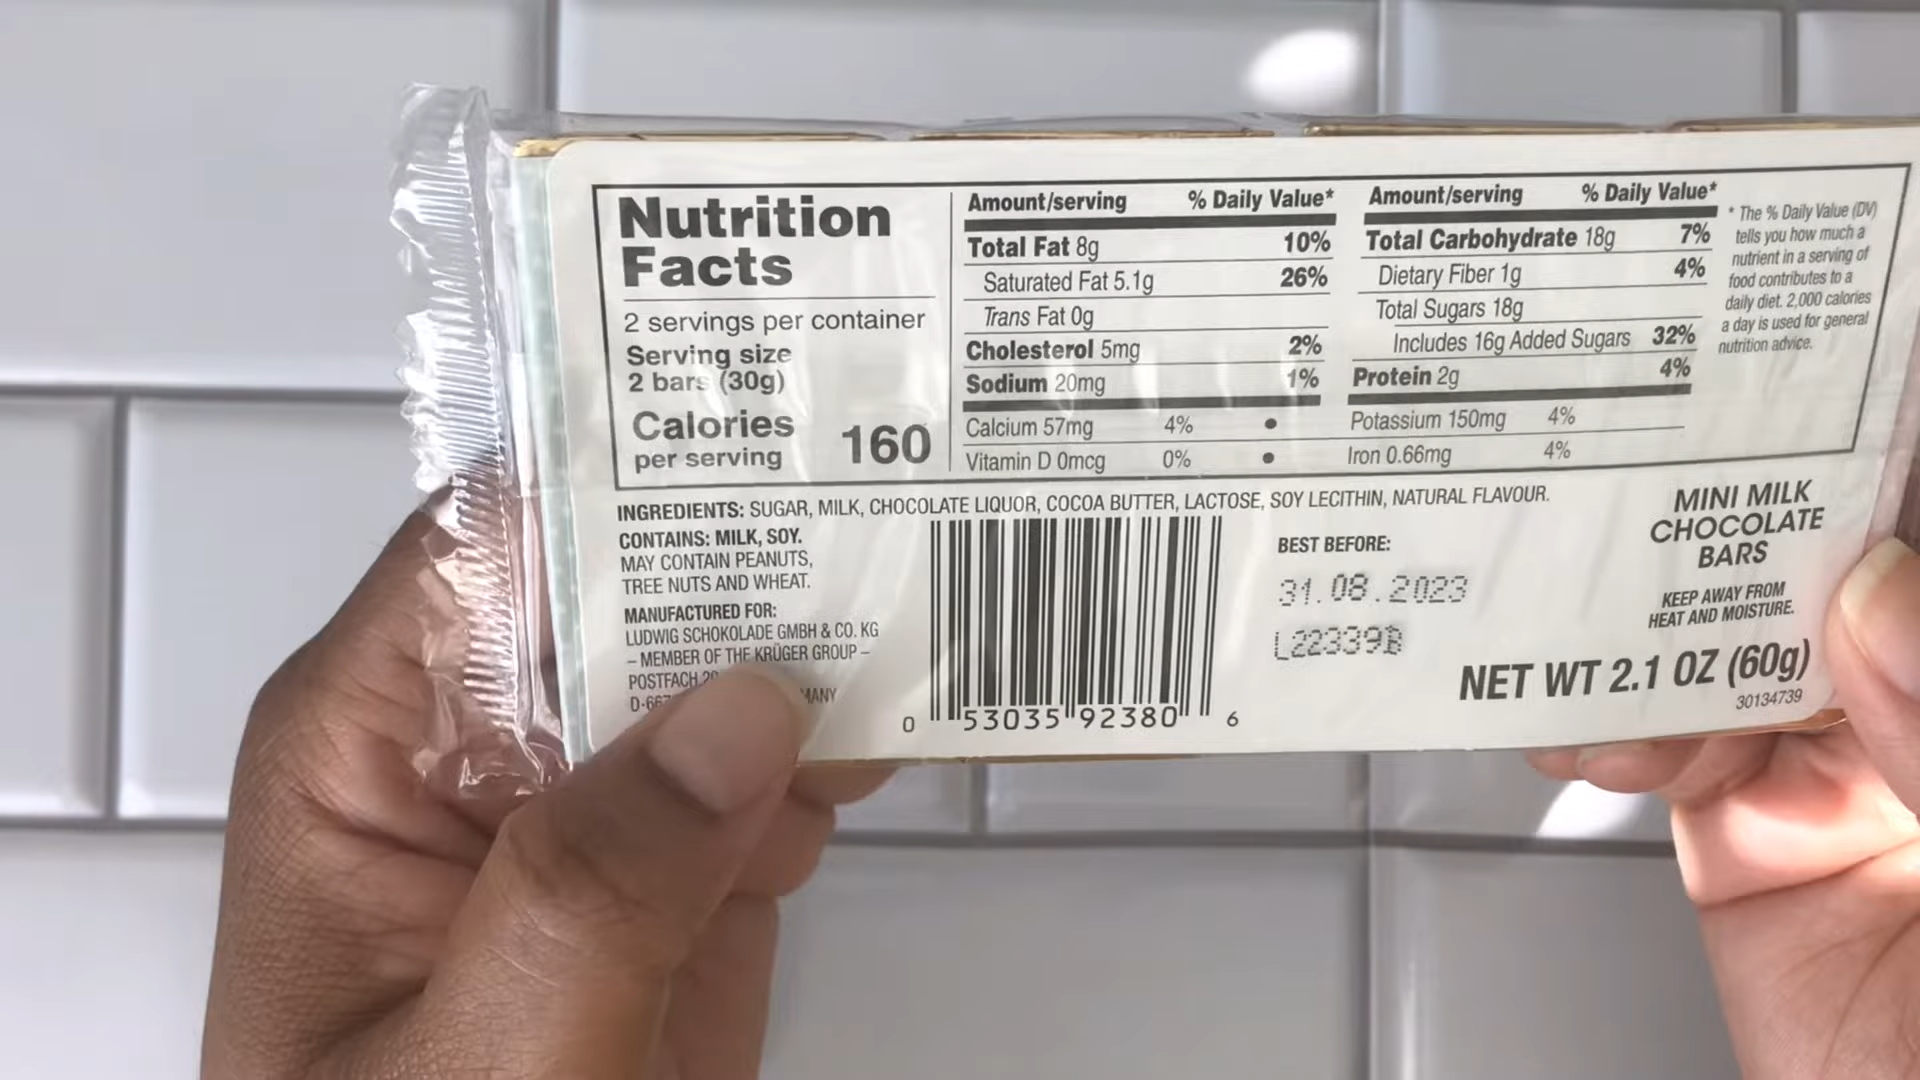 Nutrition
Facts
2 servings per container
Serving size
2 bars (30g)
Calories
per serving 160
Amount/serving % Daily Value*
Total Fat 8g 10%
Saturated Fat 5.1g 26%
Trans Fat 0g
Cholesterol 5mg 2%
Sodium 20mg 1%
Calcium 57mg 4% •
Vitamin D 0mcg 0% •
Amount/serving % Daily Value*
Total Carbohydrate 18g 7%
Dietary Fiber 1g 4%
Total Sugars 18g
Includes 16g Added Sugars 32%
Protein 2g 4%
Potassium 150mg 4%
Iron 0.66mg 4%
* The % Daily Value (DV)
tells you how much a
nutrient in a serving of
food contributes to a
daily diet. 2,000 calories
a day is used for general
nutrition advice.
INGREDIENTS: SUGAR, MILK, CHOCOLATE LIQUOR, COCOA BUTTER, LACTOSE, SOY LECITHIN, NATURAL FLAVOUR.
CONTAINS: MILK, SOY.
MAY CONTAIN PEANUTS,
TREE NUTS AND WHEAT.
MANUFACTURED FOR:
LUDWIG SCHOKOLADE GMBH & CO. KG
– MEMBER OF THE KRÜGER GROUP –
POSTFACH
0 53035 92380 6
BEST BEFORE:
31.08.2023
L22339B
MINI MILK
CHOCOLATE
BARS
KEEP AWAY FROM
HEAT AND MOISTURE.
NET WT 2.1 OZ (60g)
30134739